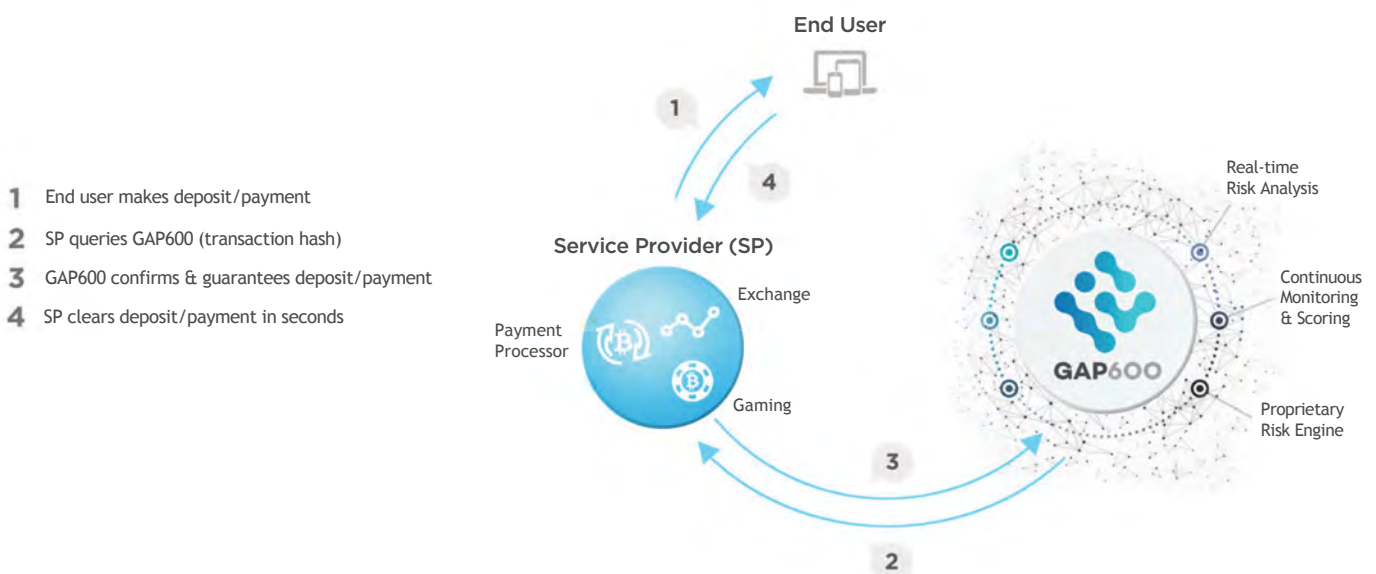 End User
1
4
1 End user makes deposit/payment
2 SP queries GAP600 (transaction hash)
3 GAP600 confirms & guarantees deposit/payment
4 SP clears deposit/payment in seconds
Service Provider (SP)
Exchange
Payment
Processor
Gaming
Real-time
Risk Analysis
Continuous
Monitoring
& Scoring
GAP600
Proprietary
Risk Engine
3
2